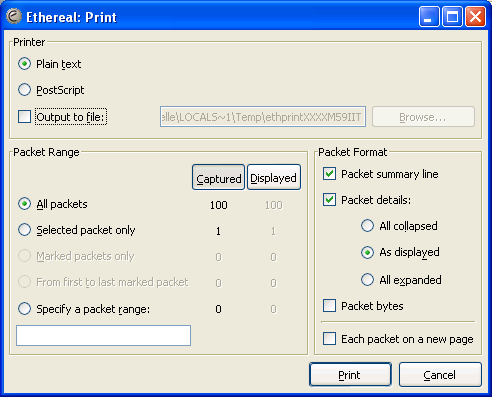 Ethereal: Print
Printer
Plain text
PostScript
Output to file:
elle\LOCALS~1\Temp\ethprintXXXXM59IIT
Browse...
Packet Range
Captured Displayed
All packets 100 100
Selected packet only 1 1
Marked packets only 0 0
From first to last marked packet 0 0
Specify a packet range: 0 0
Packet Format
Packet summary line
Packet details:
All collapsed
As displayed
All expanded
Packet bytes
Each packet on a new page
Print
Cancel